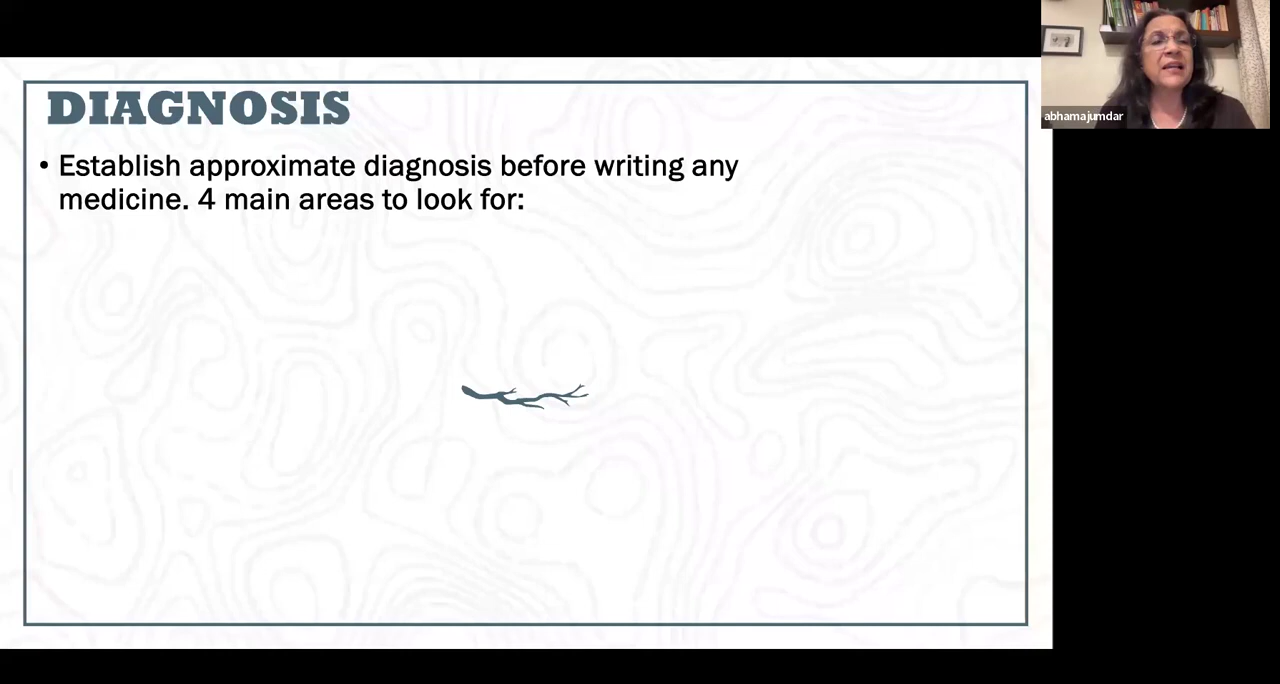 DIAGNOSIS
• Establish approximate diagnosis before writing any
medicine. 4 main areas to look for:
abhamajumdar